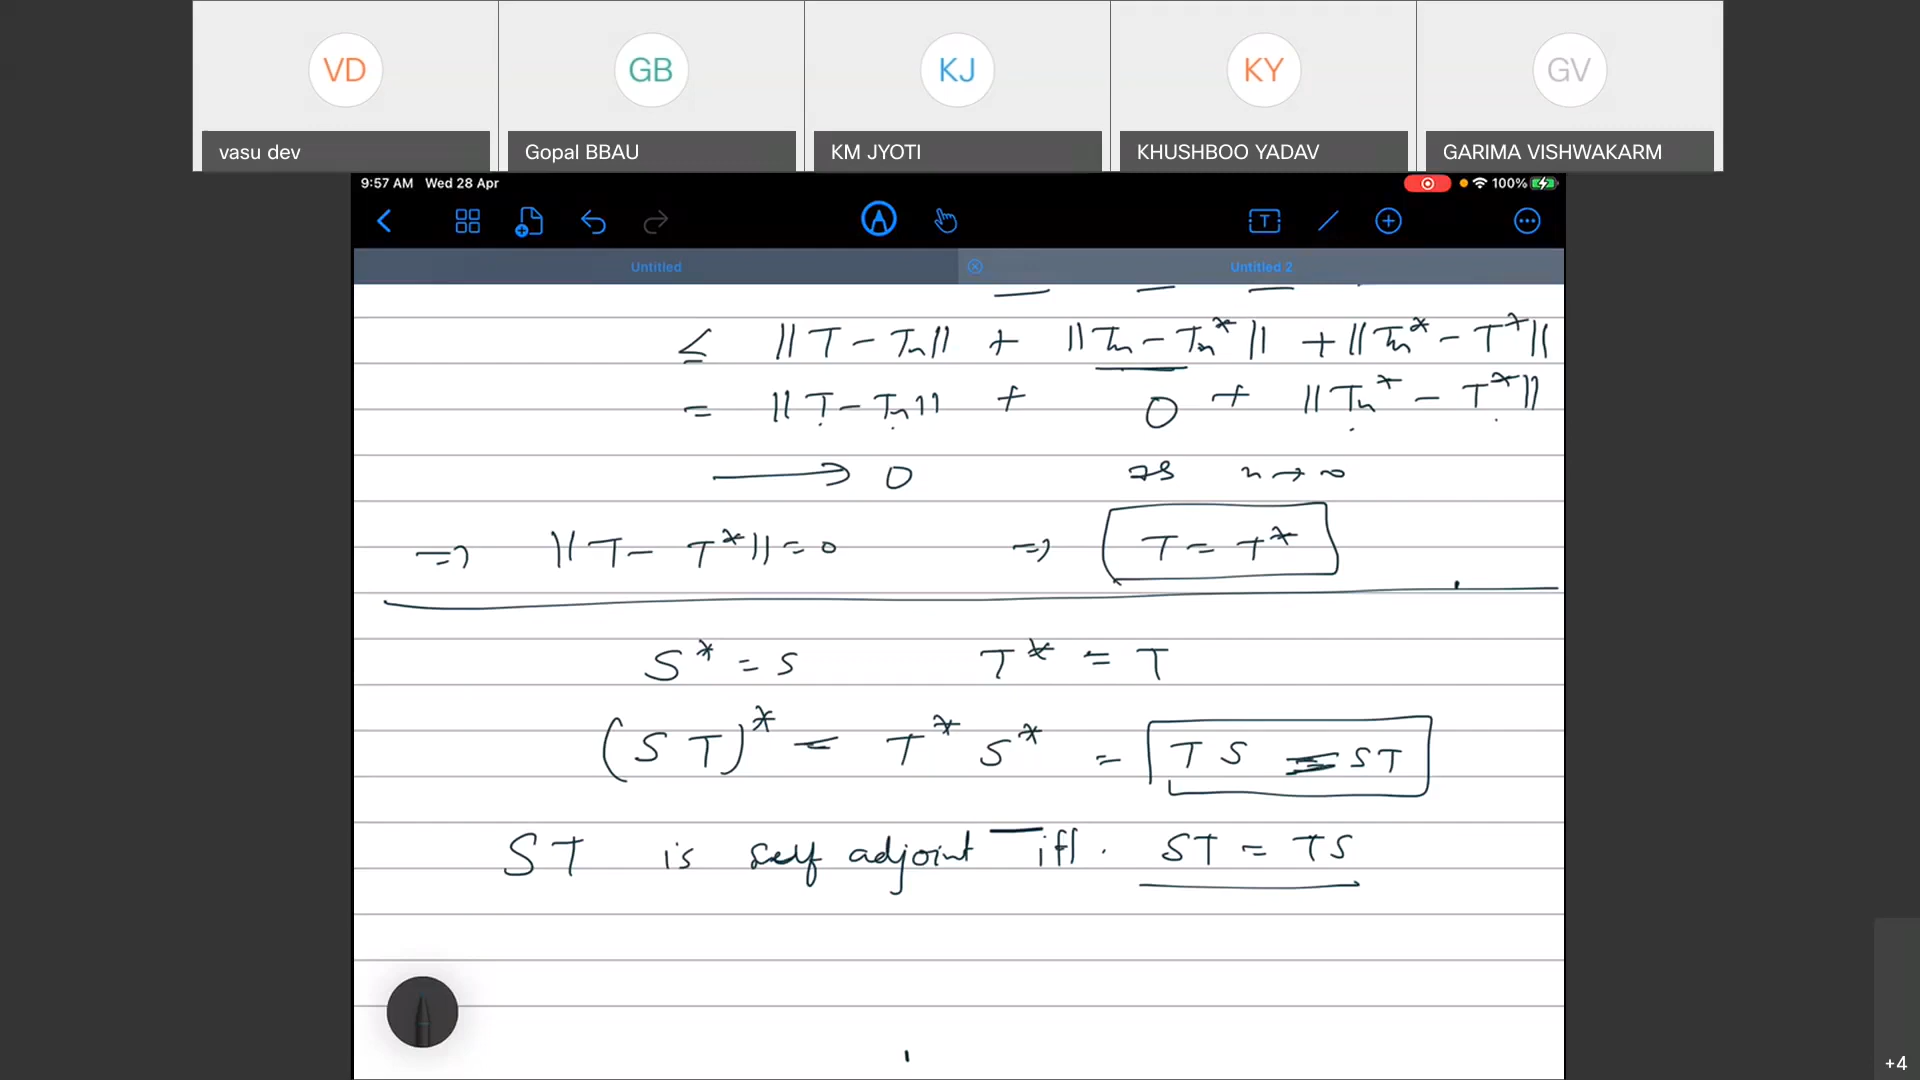 VD GB KJ KY GV
vasu dev Gopal BBAU KM JYOTI KHUSHBOO YADAV GARIMA VISHWAKARM
9:57 AM Wed 28 Apr 100%
T
Untitled Untitled 2
≤ ||T - Tn|| + ||Tn - Tn*|| + ||Tn* - T*||
= ||T - Tn|| + 0 + ||Tn* - T*||
⟶ 0 as n → ∞
⇒ ||T - T*|| = 0 ⇒ T = T*
S* = S T* = T
(ST)* = T* S* = TS = ST
ST is self adjoint iff. ST = TS
+4